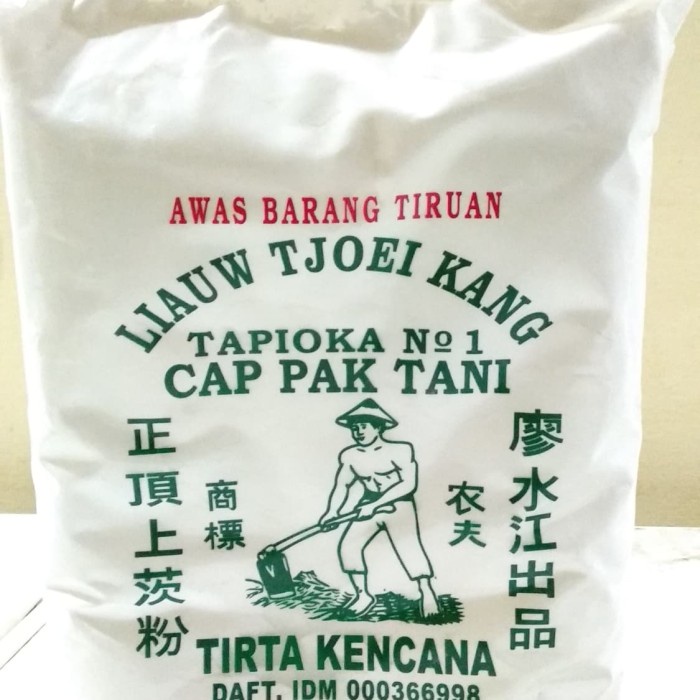 AWAS BARANG TIRUAN
LIAUW TJOEI KANG
TAPIOKA Nº 1
CAP PAK TANI
正頂上茨粉
商標
农夫
廖水江出品
TIRTA KENCANA
DAFT. IDM 000366998